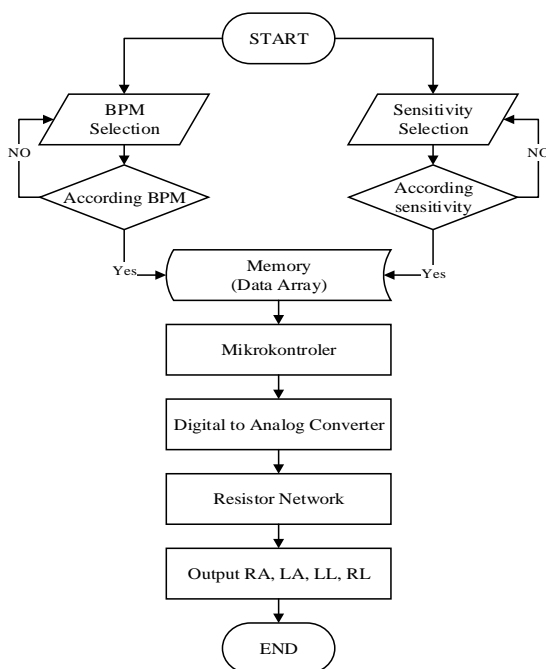 START
BPM
Selection
Sensitivity
Selection
NO
NO
According BPM
According
sensitivity
Yes
Yes
Memory
(Data Array)
Mikrokontroler
Digital to Analog Converter
Resistor Network
Output RA, LA, LL, RL
END